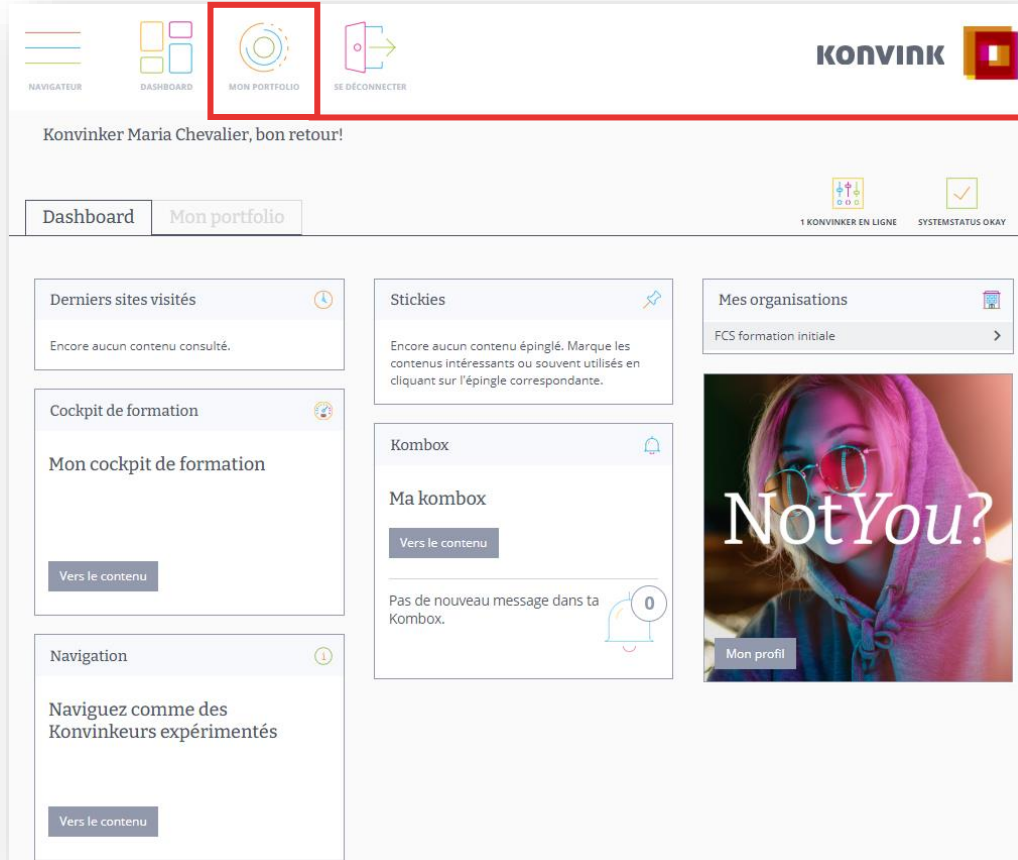 NAVIGATEUR
DASHBOARD
MON PORTFOLIO
SE DÉCONNECTER
KONVINK
Konvinker Maria Chevalier, bon retour!
Dashboard
Mon portfolio
1 KONVINKER EN LIGNE
SYSTEMSTATUS OKAY
Derniers sites visités
Encore aucun contenu consulté.
Cockpit de formation
Mon cockpit de formation
Vers le contenu
Navigation
Naviguez comme des
Konvinkeurs expérimentés
Vers le contenu
Stickies
Encore aucun contenu épinglé. Marque les
contenus intéressants ou souvent utilisés en
cliquant sur l'épingle correspondante.
Kombox
Ma kombox
Vers le contenu
Pas de nouveau message dans ta
Kombox.
0
Mes organisations
FCS formation initiale
NotYou?
Mon profil